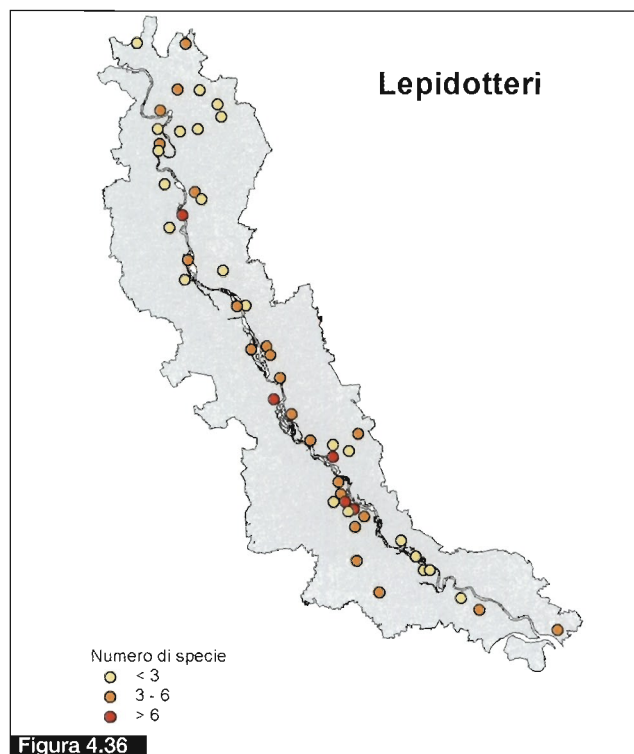 Lepidotteri
Numero di specie
< 3
3 - 6
> 6
Figura 4.36